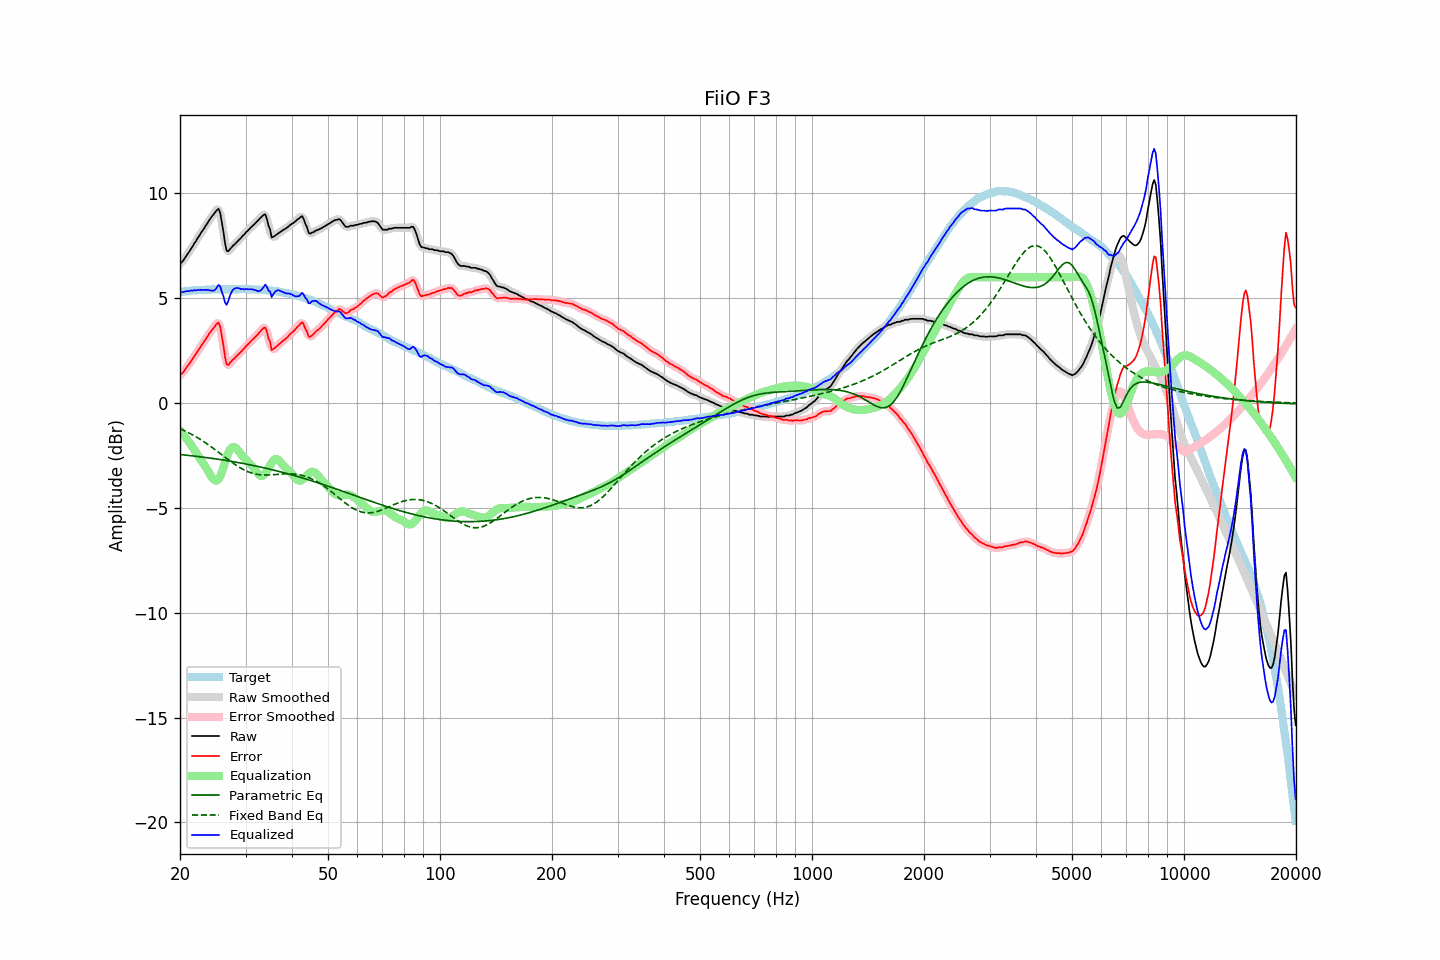 FiiO F3
Amplitude (dBr)
10
5
0
−5
−10
−15
−20
Target
Raw Smoothed
Error Smoothed
Raw
Error
Equalization
Parametric Eq
Fixed Band Eq
Equalized
20 50 100 200 500 1000 2000 5000 10000 20000
Frequency (Hz)